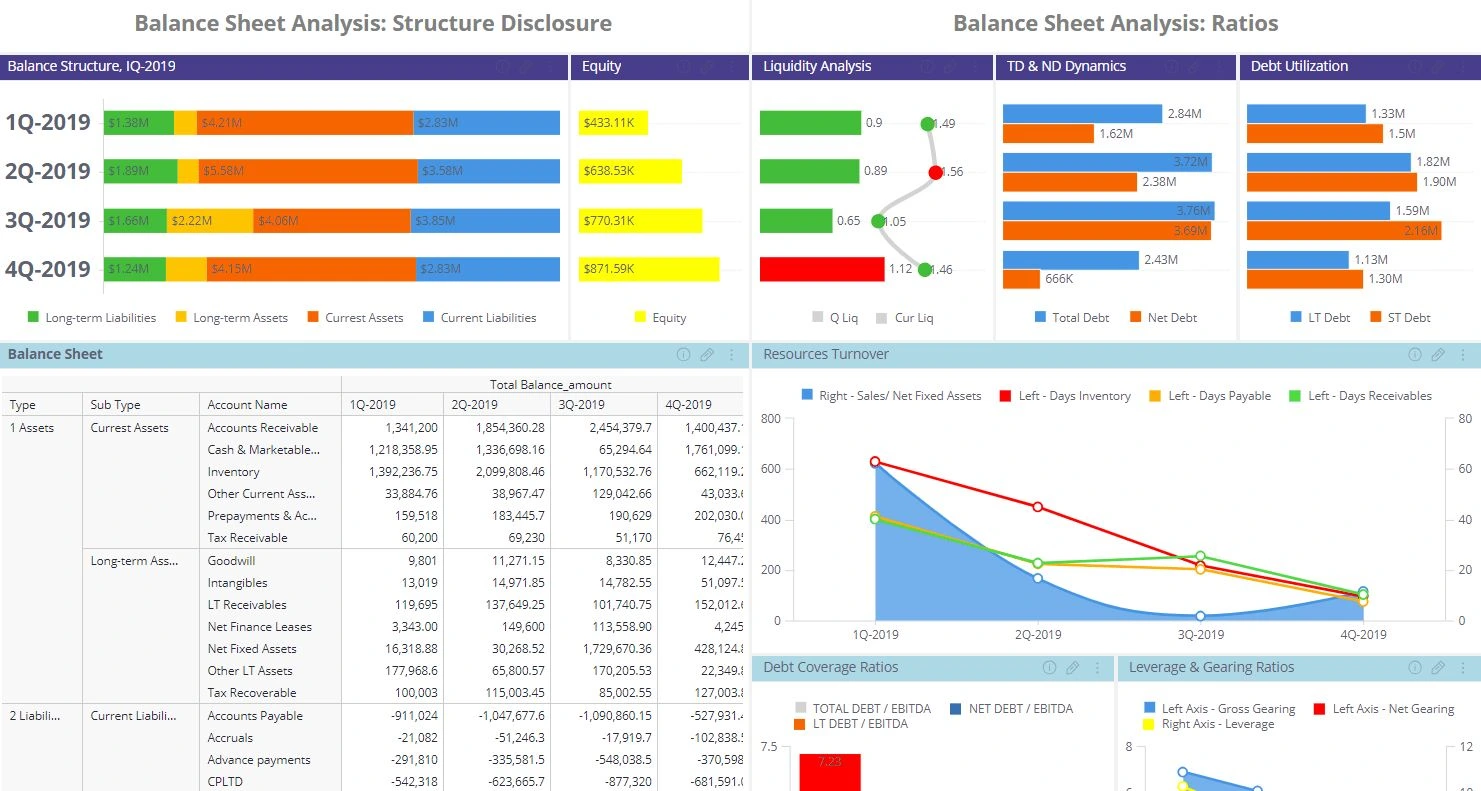 Balance Sheet Analysis: Structure Disclosure
Balance Sheet Analysis: Ratios
Balance Structure, IQ-2019
1Q-2019 $1.38M $4.21M $2.83M
2Q-2019 $1.89M $5.58M $3.58M
3Q-2019 $1.66M $2.22M $4.06M $3.85M
4Q-2019 $1.24M $4.15M $2.83M
Long-term Liabilities Long-term Assets Currest Assets Current Liabilities
Equity
$433.11K
$638.53K
$770.31K
$871.59K
Equity
Liquidity Analysis
0.9 1.49
0.89 1.56
0.65 1.05
1.12 1.46
Q Liq Cur Liq
TD & ND Dynamics
2.84M
1.62M
3.72M
2.38M
3.76M
3.69M
2.43M
666K
Total Debt Net Debt
Debt Utilization
1.33M
1.5M
1.82M
1.90M
1.59M
2.16M
1.13M
1.30M
LT Debt ST Debt
Balance Sheet
Total Balance_amount
Type Sub Type Account Name 1Q-2019 2Q-2019 3Q-2019 4Q-2019
1 Assets Currest Assets Accounts Receivable 1,341,200 1,854,360.28 2,454,379.7 1,400,437.
Cash & Marketable... 1,218,358.95 1,336,698.16 65,294.64 1,761,099.
Inventory 1,392,236.75 2,099,808.46 1,170,532.76 662,119.
Other Current Ass... 33,884.76 38,967.47 129,042.66 43,033.
Prepayments & Ac... 159,518 183,445.7 190,629 202,030.
Tax Receivable 60,200 69,230 51,170 76,4
Long-term Ass... Goodwill 9,801 11,271.15 8,330.85 12,447.
Intangibles 13,019 14,971.85 14,782.55 51,097.
LT Receivables 119,695 137,649.25 101,740.75 152,012.
Net Finance Leases 3,343.00 149,600 113,558.90 4,245
Net Fixed Assets 16,318.88 30,268.52 1,729,670.36 428,124.
Other LT Assets 177,968.6 65,800.57 170,205.53 22,349.
Tax Recoverable 100,003 115,003.45 85,002.55 127,003.
2 Liabili... Current Liabili... Accounts Payable -911,024 -1,047,677.6 -1,090,860.15 -527,931.
Accruals -21,082 -51,246.3 -17,919.7 -102,838.
Advance payments -291,810 -335,581.5 -548,038.5 -370,598
CPLTD -542,318 -623,665.7 -877,320 -681,591.
Resources Turnover
Right - Sales/ Net Fixed Assets Left - Days Inventory Left - Days Payable Left - Days Receivables
800 80
600 60
400 40
200 20
0 0
1Q-2019 2Q-2019 3Q-2019 4Q-2019
Debt Coverage Ratios
TOTAL DEBT / EBITDA NET DEBT / EBITDA
LT DEBT / EBITDA
7.5
7.23
Leverage & Gearing Ratios
Left Axis - Gross Gearing Left Axis - Net Gearing
Right Axis - Leverage
8 12